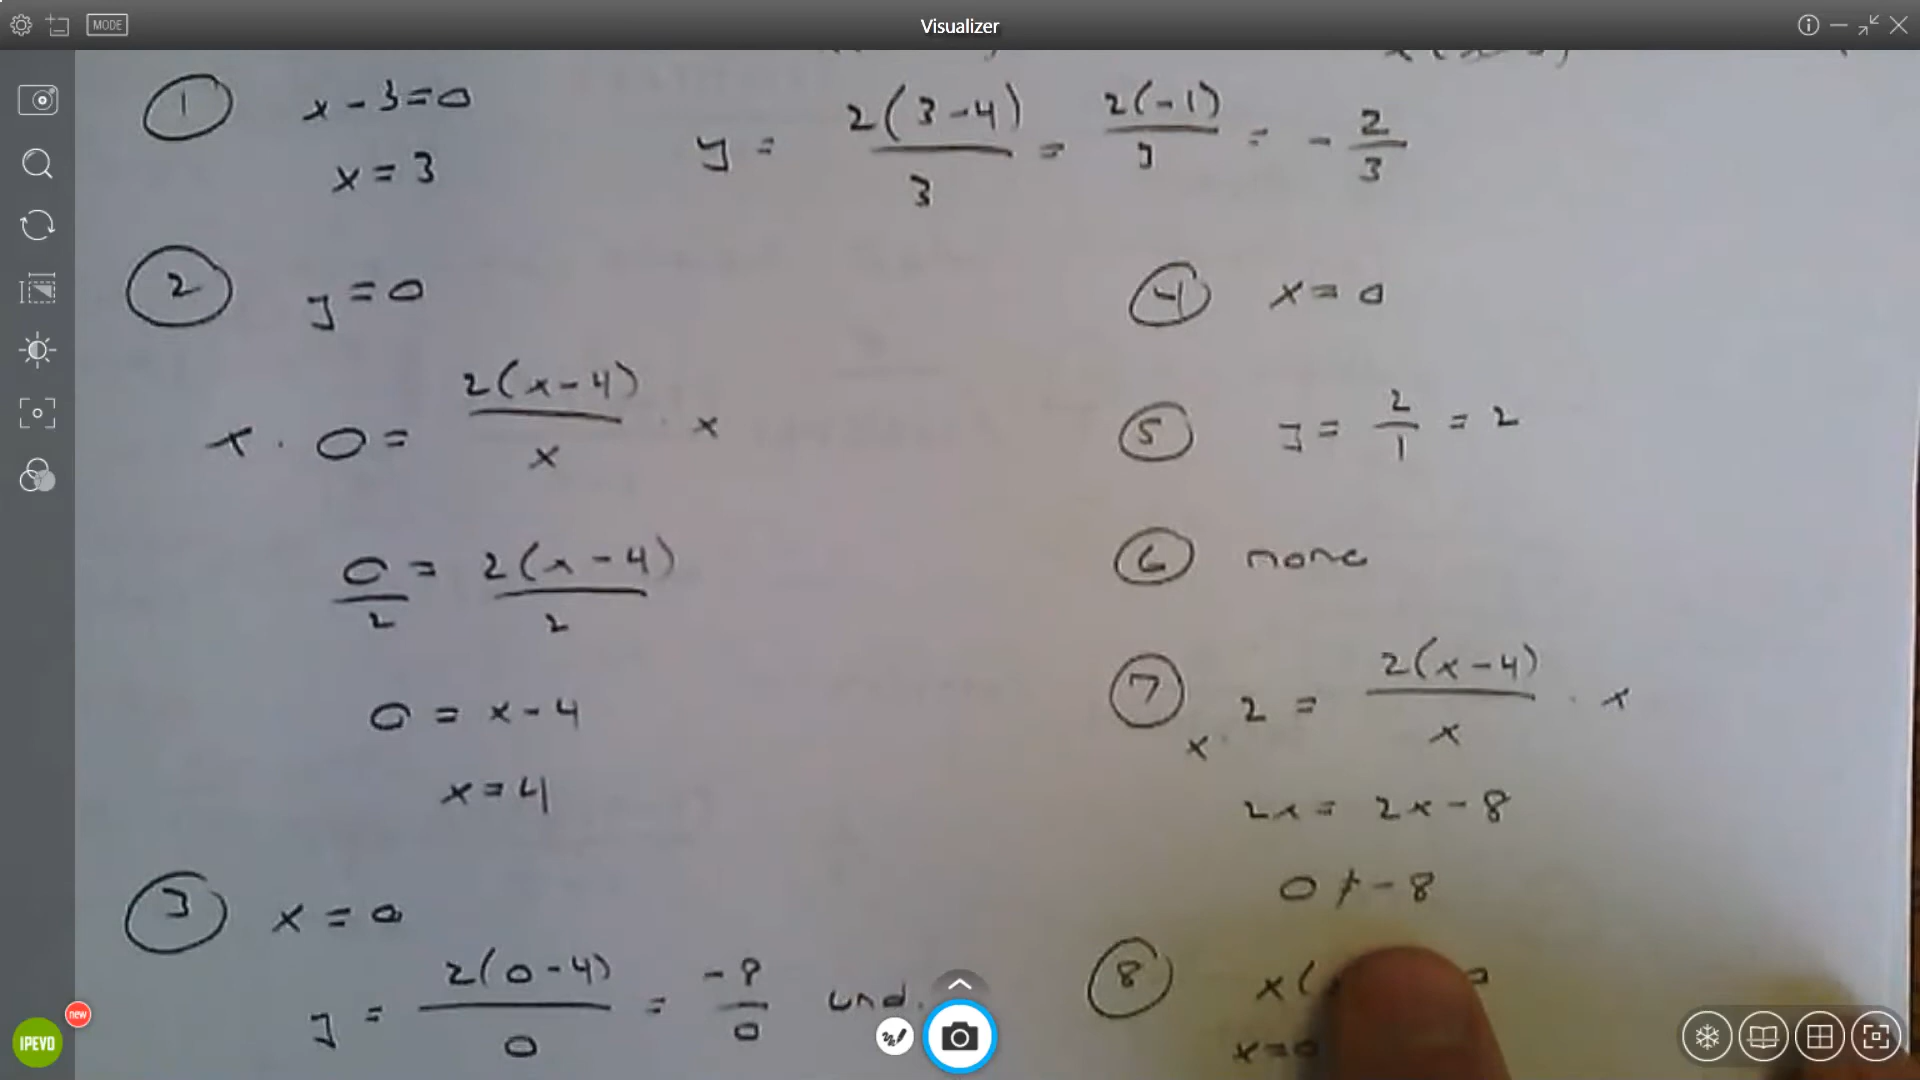 MODE
Visualizer
① x - 3 = 0
x = 3
y = 2(3-4)/3 = 2(-1)/3 = - 2/3
② y = 0
x · 0 = 2(x-4)/x · x
0/2 = 2(x-4)/2
0 = x - 4
x = 4
③ x = 0
y = 2(0-4)/0 = -8/0 und.
④ x = 0
⑤ y = 2/1 = 2
⑥ none
⑦ x · 2 = 2(x-4)/x · x
2x = 2x - 8
0 ≠ - 8
⑧ x(
x=0
new
IPEVO